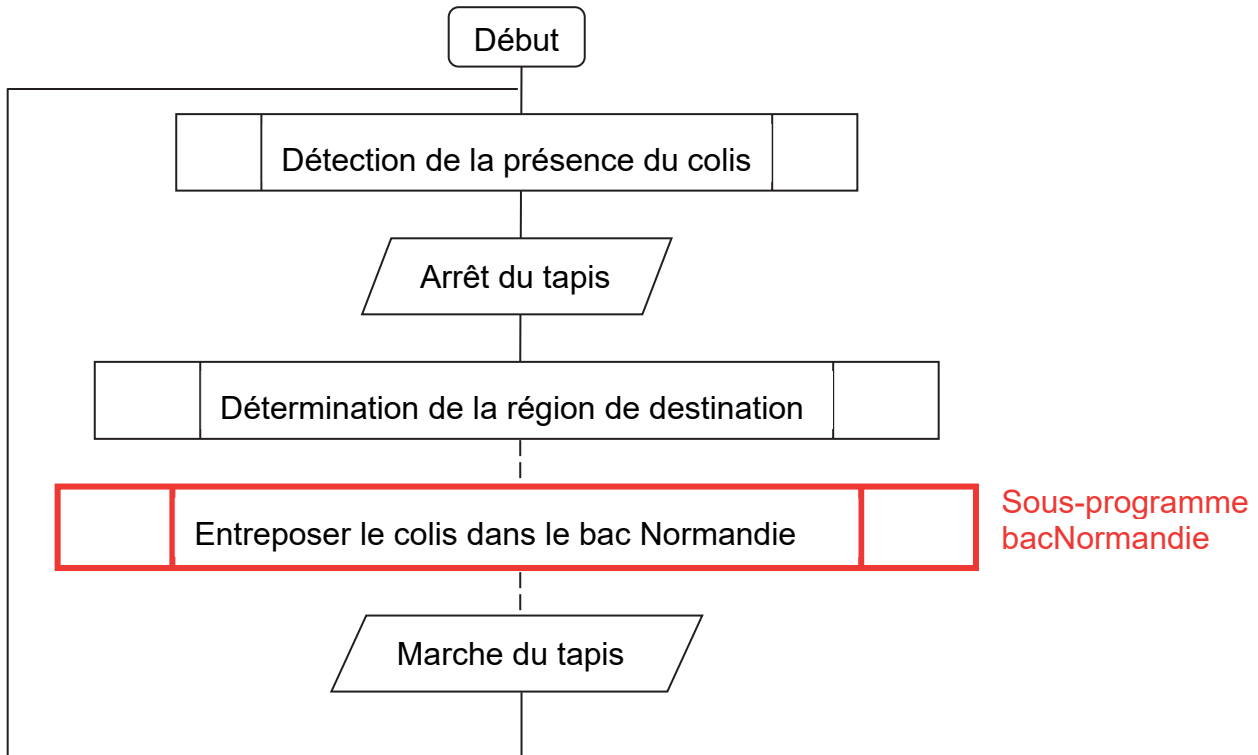 Début
Détection de la présence du colis
Arrêt du tapis
Détermination de la région de destination
Entreposer le colis dans le bac Normandie
Sous-programme
bacNormandie
Marche du tapis